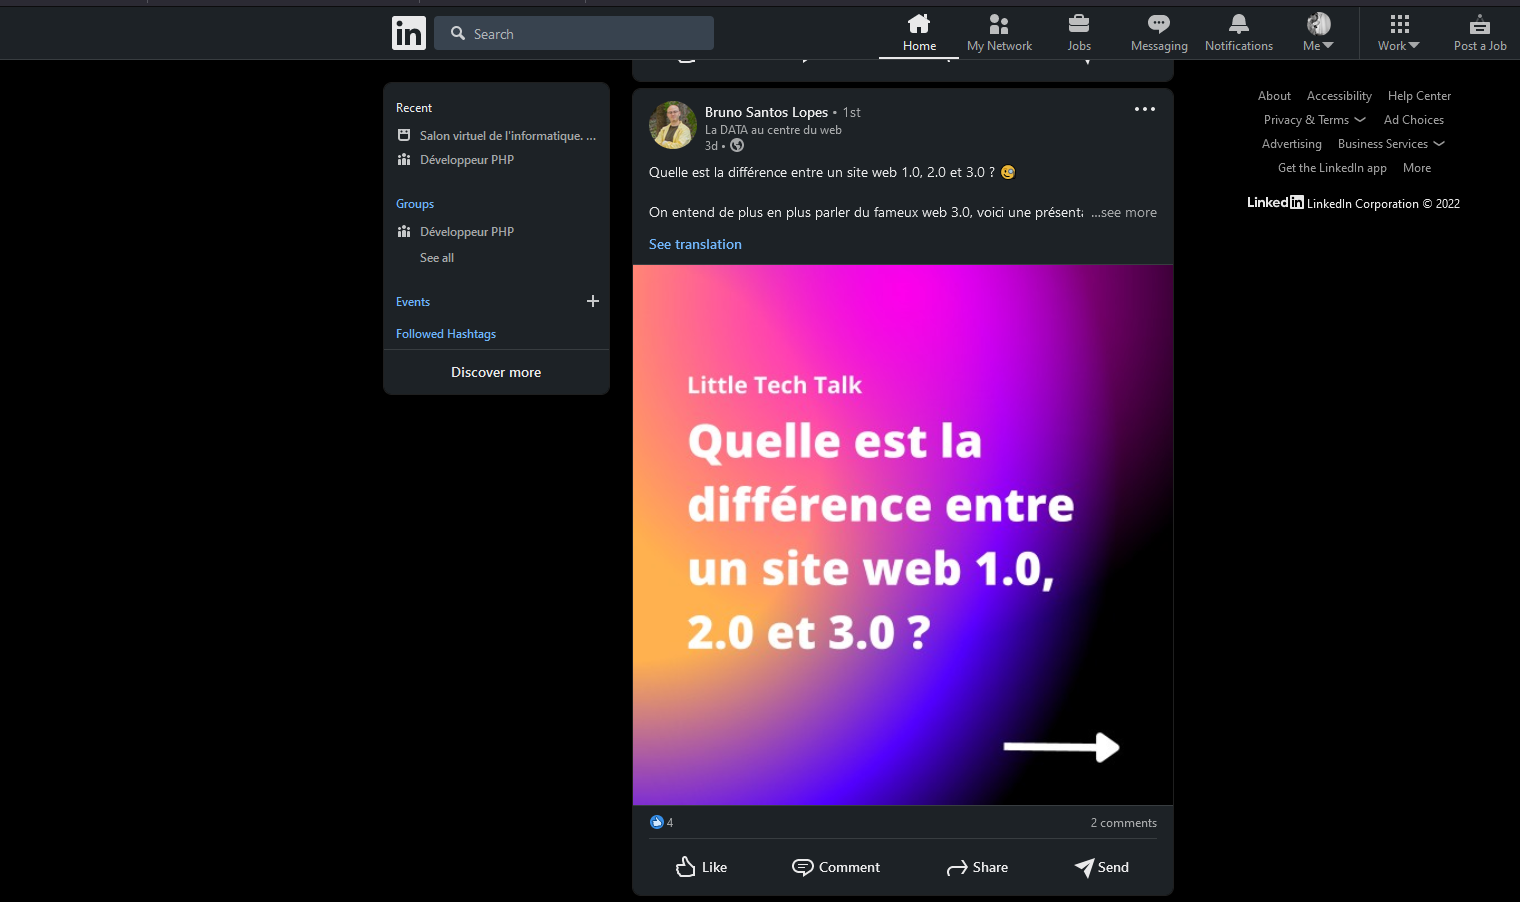 in
Search
Home
My Network
Jobs
Messaging
Notifications
Me
Work
Post a Job
Recent
Salon virtuel de l'informatique. ...
Développeur PHP
Groups
Développeur PHP
See all
Events
Followed Hashtags
Discover more
Bruno Santos Lopes • 1st
La DATA au centre du web
3d •
Quelle est la différence entre un site web 1.0, 2.0 et 3.0 ? 🧐
On entend de plus en plus parler du fameux web 3.0, voici une ...see more
See translation
Little Tech Talk
Quelle est la
différence entre
un site web 1.0,
2.0 et 3.0 ?
4
2 comments
Like
Comment
Share
Send
About Accessibility Help Center
Privacy & Terms Ad Choices
Advertising Business Services
Get the LinkedIn app More
LinkedIn LinkedIn Corporation © 2022